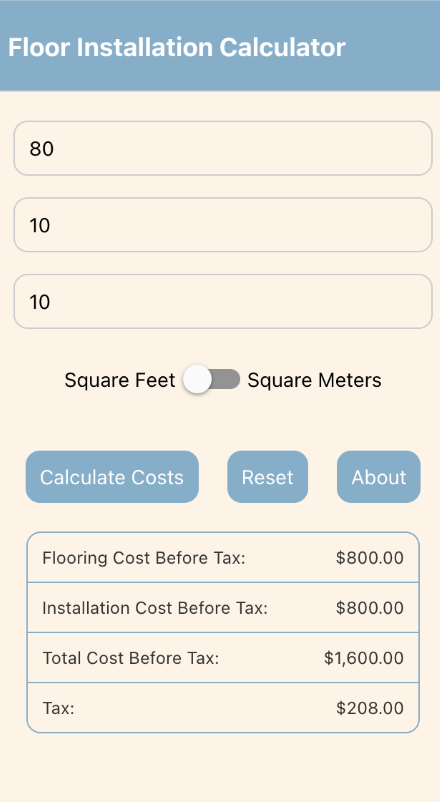 Floor Installation Calculator
80
10
10
Square Feet Square Meters
Calculate Costs Reset About
Flooring Cost Before Tax: $800.00
Installation Cost Before Tax: $800.00
Total Cost Before Tax: $1,600.00
Tax: $208.00